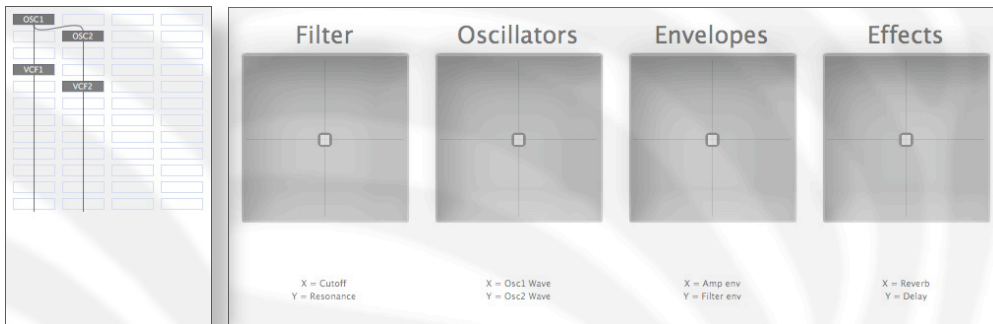 OSC1
OSC2
VCF1
VCF2
Filter
Oscillators
Envelopes
Effects
X = Cutoff
Y = Resonance
X = Osc1 Wave
Y = Osc2 Wave
X = Amp env
Y = Filter env
X = Reverb
Y = Delay